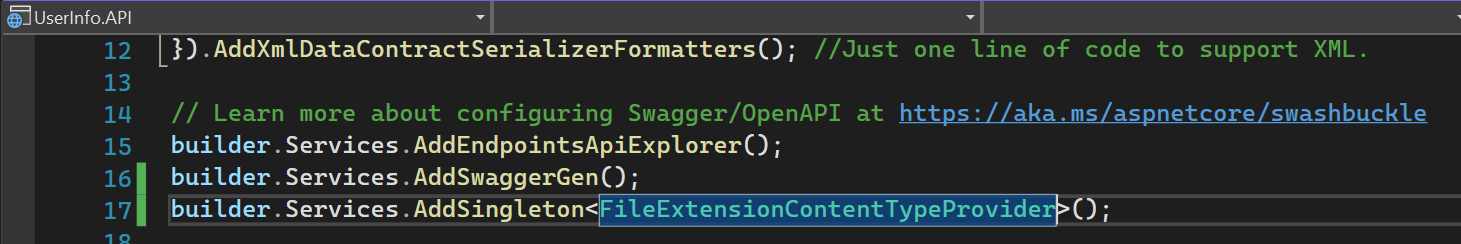 UserInfo.API
12 }).AddXmlDataContractSerializerFormatters(); //Just one line of code to support XML.
13
14 // Learn more about configuring Swagger/OpenAPI at https://aka.ms/aspnetcore/swashbuckle
15 builder.Services.AddEndpointsApiExplorer();
16 builder.Services.AddSwaggerGen();
17 builder.Services.AddSingleton<FileExtensionContentTypeProvider>();
18